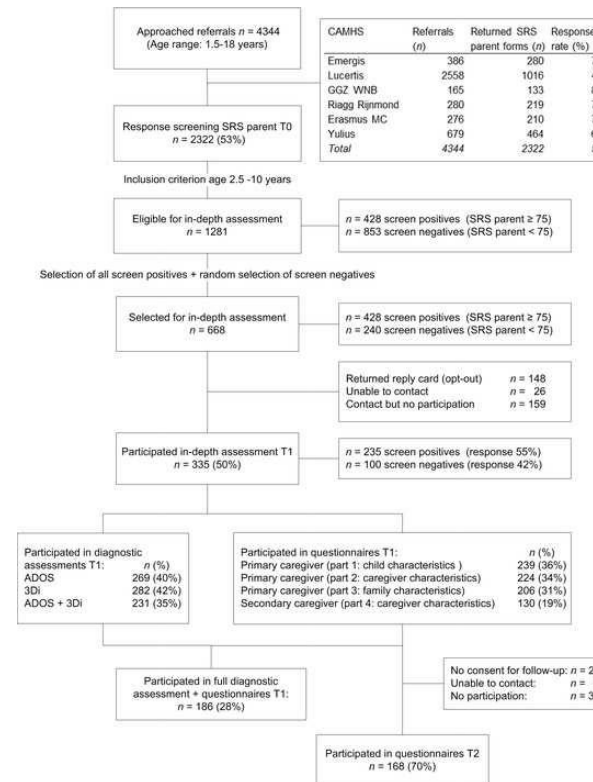 Approached referrals n = 4344
(Age range: 1.5-18 years)
CAMHS Referrals Returned SRS Response
(n) parent forms (n) rate (%)
Emergis 386 280
Lucertis 2558 1016
GGZ WNB 165 133
Riagg Rijnmond 280 219
Erasmus MC 276 210
Yulius 679 464
Total 4344 2322
Response screening SRS parent T0
n = 2322 (53%)
Inclusion criterion age 2.5 -10 years
Eligible for in-depth assessment
n = 1281
n = 428 screen positives (SRS parent ≥ 75)
n = 853 screen negatives (SRS parent < 75)
Selection of all screen positives + random selection of screen negatives
Selected for in-depth assessment
n = 668
n = 428 screen positives (SRS parent ≥ 75)
n = 240 screen negatives (SRS parent < 75)
Returned reply card (opt-out) n = 148
Unable to contact n = 26
Contact but no participation n = 159
Participated in-depth assessment T1
n = 335 (50%)
n = 235 screen positives (response 55%)
n = 100 screen negatives (response 42%)
Participated in diagnostic
assessments T1: n (%)
ADOS 269 (40%)
3Di 282 (42%)
ADOS + 3Di 231 (35%)
Participated in questionnaires T1: n (%)
Primary caregiver (part 1: child characteristics ) 239 (36%)
Primary caregiver (part 2: caregiver characteristics) 224 (34%)
Primary caregiver (part 3: family characteristics) 206 (31%)
Secondary caregiver (part 4: caregiver characteristics) 130 (19%)
Participated in full diagnostic
assessment + questionnaires T1:
n = 186 (28%)
No consent for follow-up: n = 2
Unable to contact: n =
No participation: n = 3
Participated in questionnaires T2
n = 168 (70%)